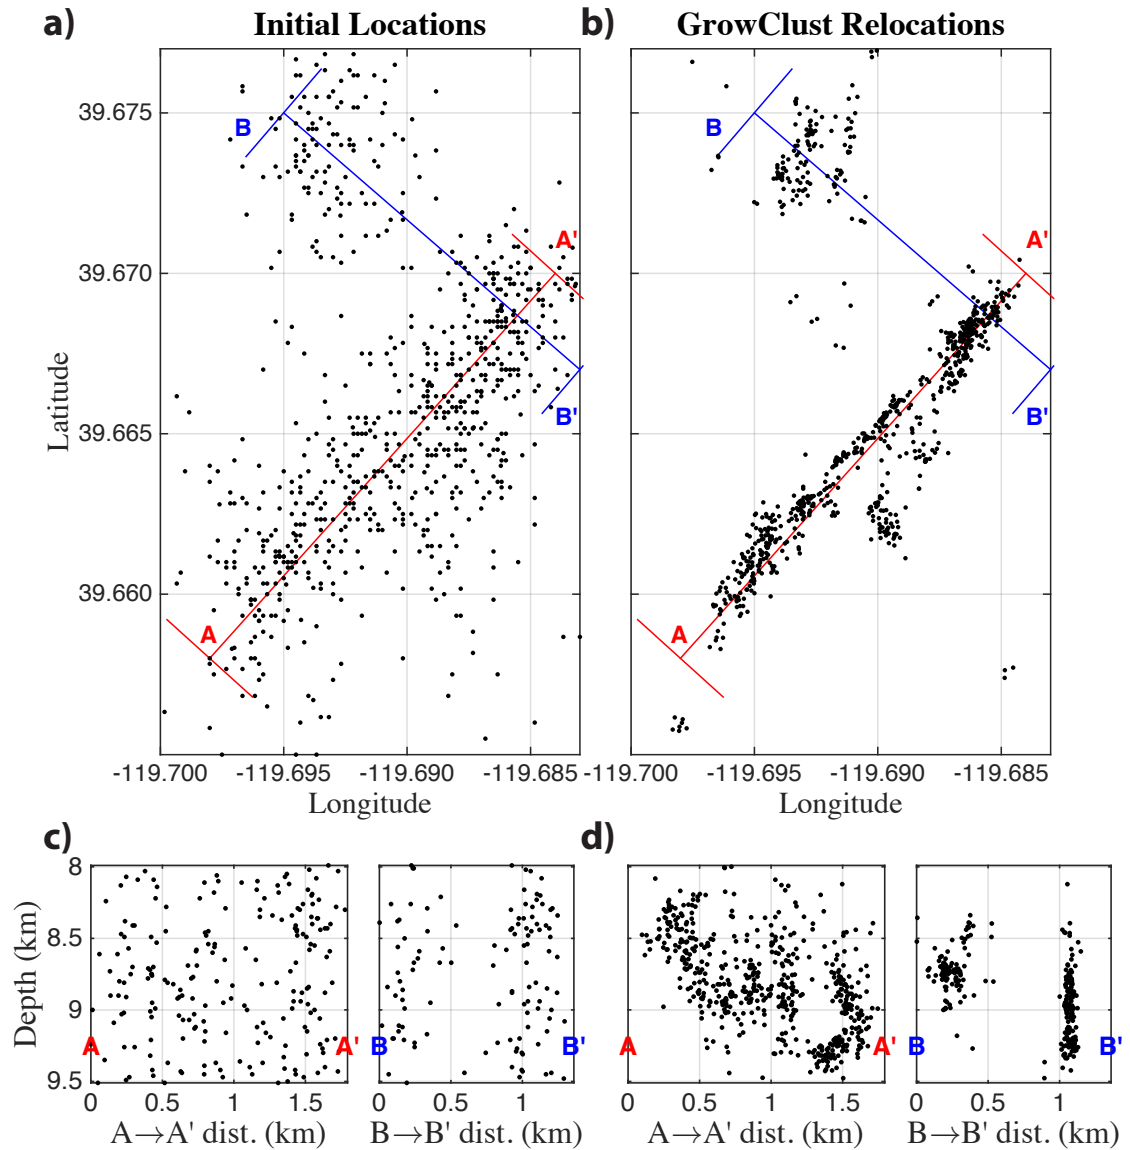 a) Initial Locations
b) GrowClust Relocations
39.675
39.670
39.665
39.660
Latitude
B
A'
B'
A
B
A'
B'
A
-119.700 -119.695 -119.690 -119.685
-119.700 -119.695 -119.690 -119.685
Longitude
Longitude
c)
d)
8
8.5
9
9.5
Depth (km)
A
A'
B
B'
A
A'
B
B'
0 0.5 1 1.5
0 0.5 1
0 0.5 1 1.5
0 0.5 1
A→A' dist. (km)
B→B' dist. (km)
A→A' dist. (km)
B→B' dist. (km)